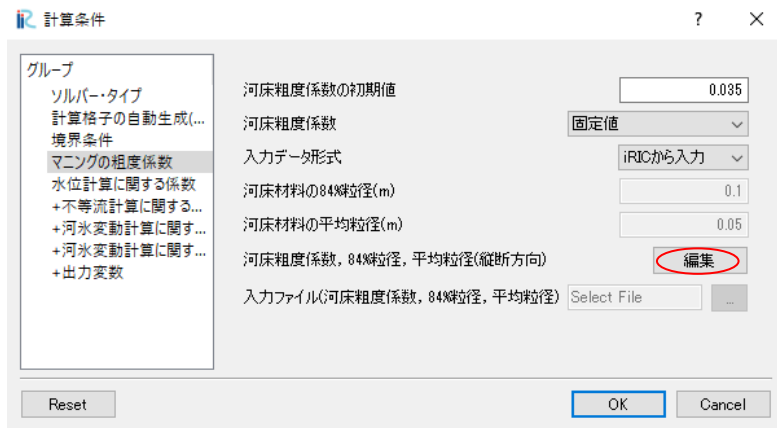 iRIC 計算条件 ? ×
グループ
ソルバー・タイプ
計算格子の自動生成(...
境界条件
マニングの粗度係数
水位計算に関する係数
+不等流計算に関する...
+河氷変動計算に関す...
+河氷変動計算に関す...
+出力変数
河床粗度係数の初期値 0.035
河床粗度係数 固定値
入力データ形式 iRICから入力
河床材料の84%粒径(m) 0.1
河床材料の平均粒径(m) 0.05
河床粗度係数, 84%粒径, 平均粒径(縦断方向) 編集
入力ファイル(河床粗度係数, 84%粒径, 平均粒径) Select File ...
Reset OK Cancel